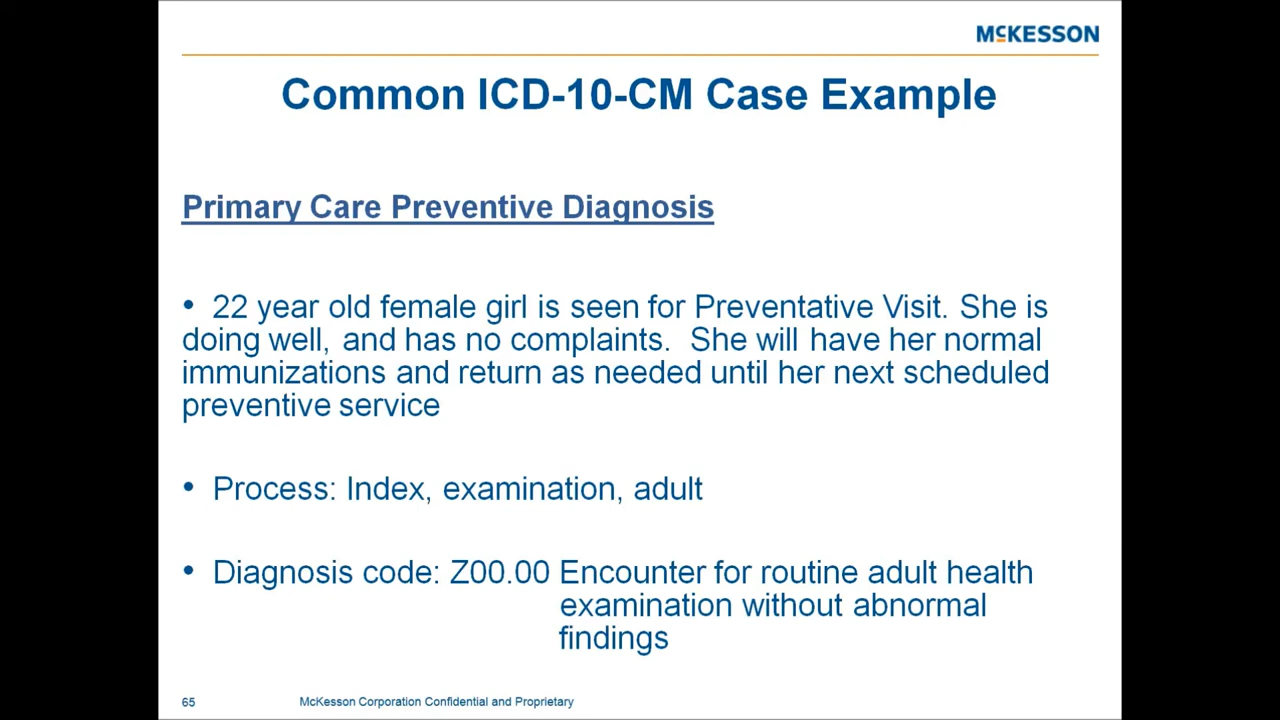 McKESSON
Common ICD-10-CM Case Example
Primary Care Preventive Diagnosis
• 22 year old female girl is seen for Preventative Visit. She is
doing well, and has no complaints.  She will have her normal
immunizations and return as needed until her next scheduled
preventive service
• Process: Index, examination, adult
• Diagnosis code: Z00.00 Encounter for routine adult health
examination without abnormal
findings
65 McKesson Corporation Confidential and Proprietary